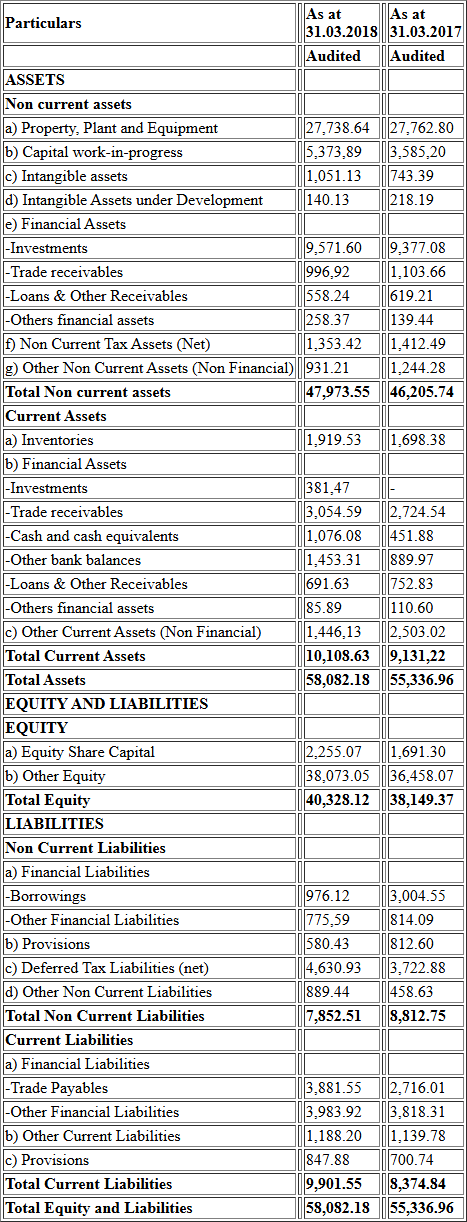 Particulars As at 31.03.2018 As at 31.03.2017
Audited Audited
ASSETS
Non current assets
a) Property, Plant and Equipment 27,738.64 27,762.80
b) Capital work-in-progress 5,373,89 3,585,20
c) Intangible assets 1,051.13 743.39
d) Intangible Assets under Development 140.13 218.19
e) Financial Assets
-Investments 9,571.60 9,377.08
-Trade receivables 996,92 1,103.66
-Loans & Other Receivables 558.24 619.21
-Others financial assets 258.37 139.44
f) Non Current Tax Assets (Net) 1,353.42 1,412.49
g) Other Non Current Assets (Non Financial) 931.21 1,244.28
Total Non current assets 47,973.55 46,205.74
Current Assets
a) Inventories 1,919.53 1,698.38
b) Financial Assets
-Investments 381,47 -
-Trade receivables 3,054.59 2,724.54
-Cash and cash equivalents 1,076.08 451.88
-Other bank balances 1,453.31 889.97
-Loans & Other Receivables 691.63 752.83
-Others financial assets 85.89 110.60
c) Other Current Assets (Non Financial) 1,446,13 2,503.02
Total Current Assets 10,108.63 9,131,22
Total Assets 58,082.18 55,336.96
EQUITY AND LIABILITIES
EQUITY
a) Equity Share Capital 2,255.07 1,691.30
b) Other Equity 38,073.05 36,458.07
Total Equity 40,328.12 38,149.37
LIABILITIES
Non Current Liabilities
a) Financial Liabilities
-Borrowings 976.12 3,004.55
-Other Financial Liabilities 775,59 814.09
b) Provisions 580.43 812.60
c) Deferred Tax Liabilities (net) 4,630.93 3,722.88
d) Other Non Current Liabilities 889.44 458.63
Total Non Current Liabilities 7,852.51 8,812.75
Current Liabilities
a) Financial Liabilities
-Trade Payables 3,881.55 2,716.01
-Other Financial Liabilities 3,983.92 3,818.31
b) Other Current Liabilities 1,188.20 1,139.78
c) Provisions 847.88 700.74
Total Current Liabilities 9,901.55 8,374.84
Total Equity and Liabilities 58,082.18 55,336.96